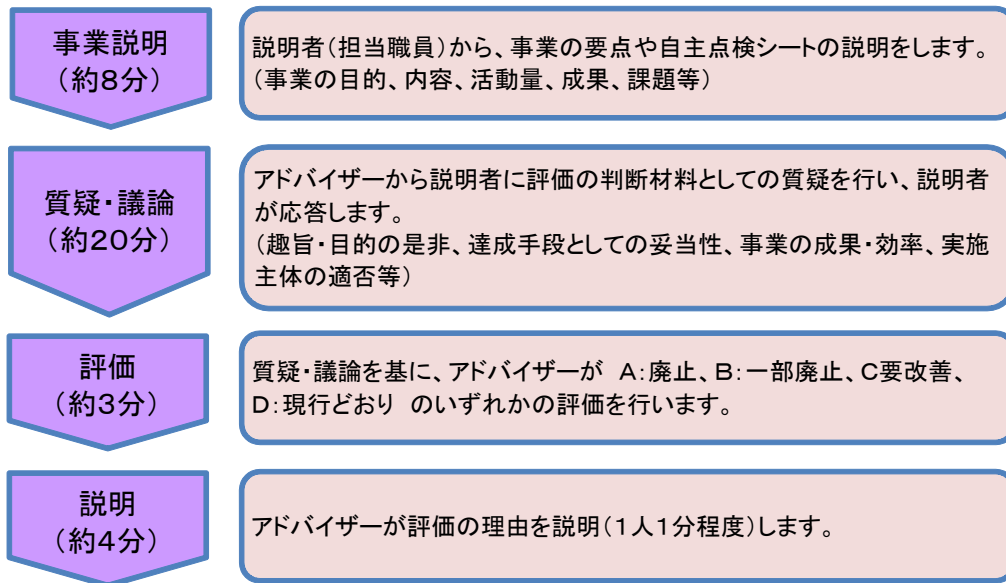 事業説明
（約8分）
説明者（担当職員）から、事業の要点や自主点検シートの説明をします。
（事業の目的、内容、活動量、成果、課題等）
質疑・議論
（約20分）
アドバイザーから説明者に評価の判断材料としての質疑を行い、説明者
が応答します。
（趣旨・目的の是非、達成手段としての妥当性、事業の成果・効率、実施
主体の適否等）
評価
（約3分）
質疑・議論を基に、アドバイザーが　A：廃止、B：一部廃止、C要改善、
D：現行どおり　のいずれかの評価を行います。
説明
（約4分）
アドバイザーが評価の理由を説明（１人１分程度）します。